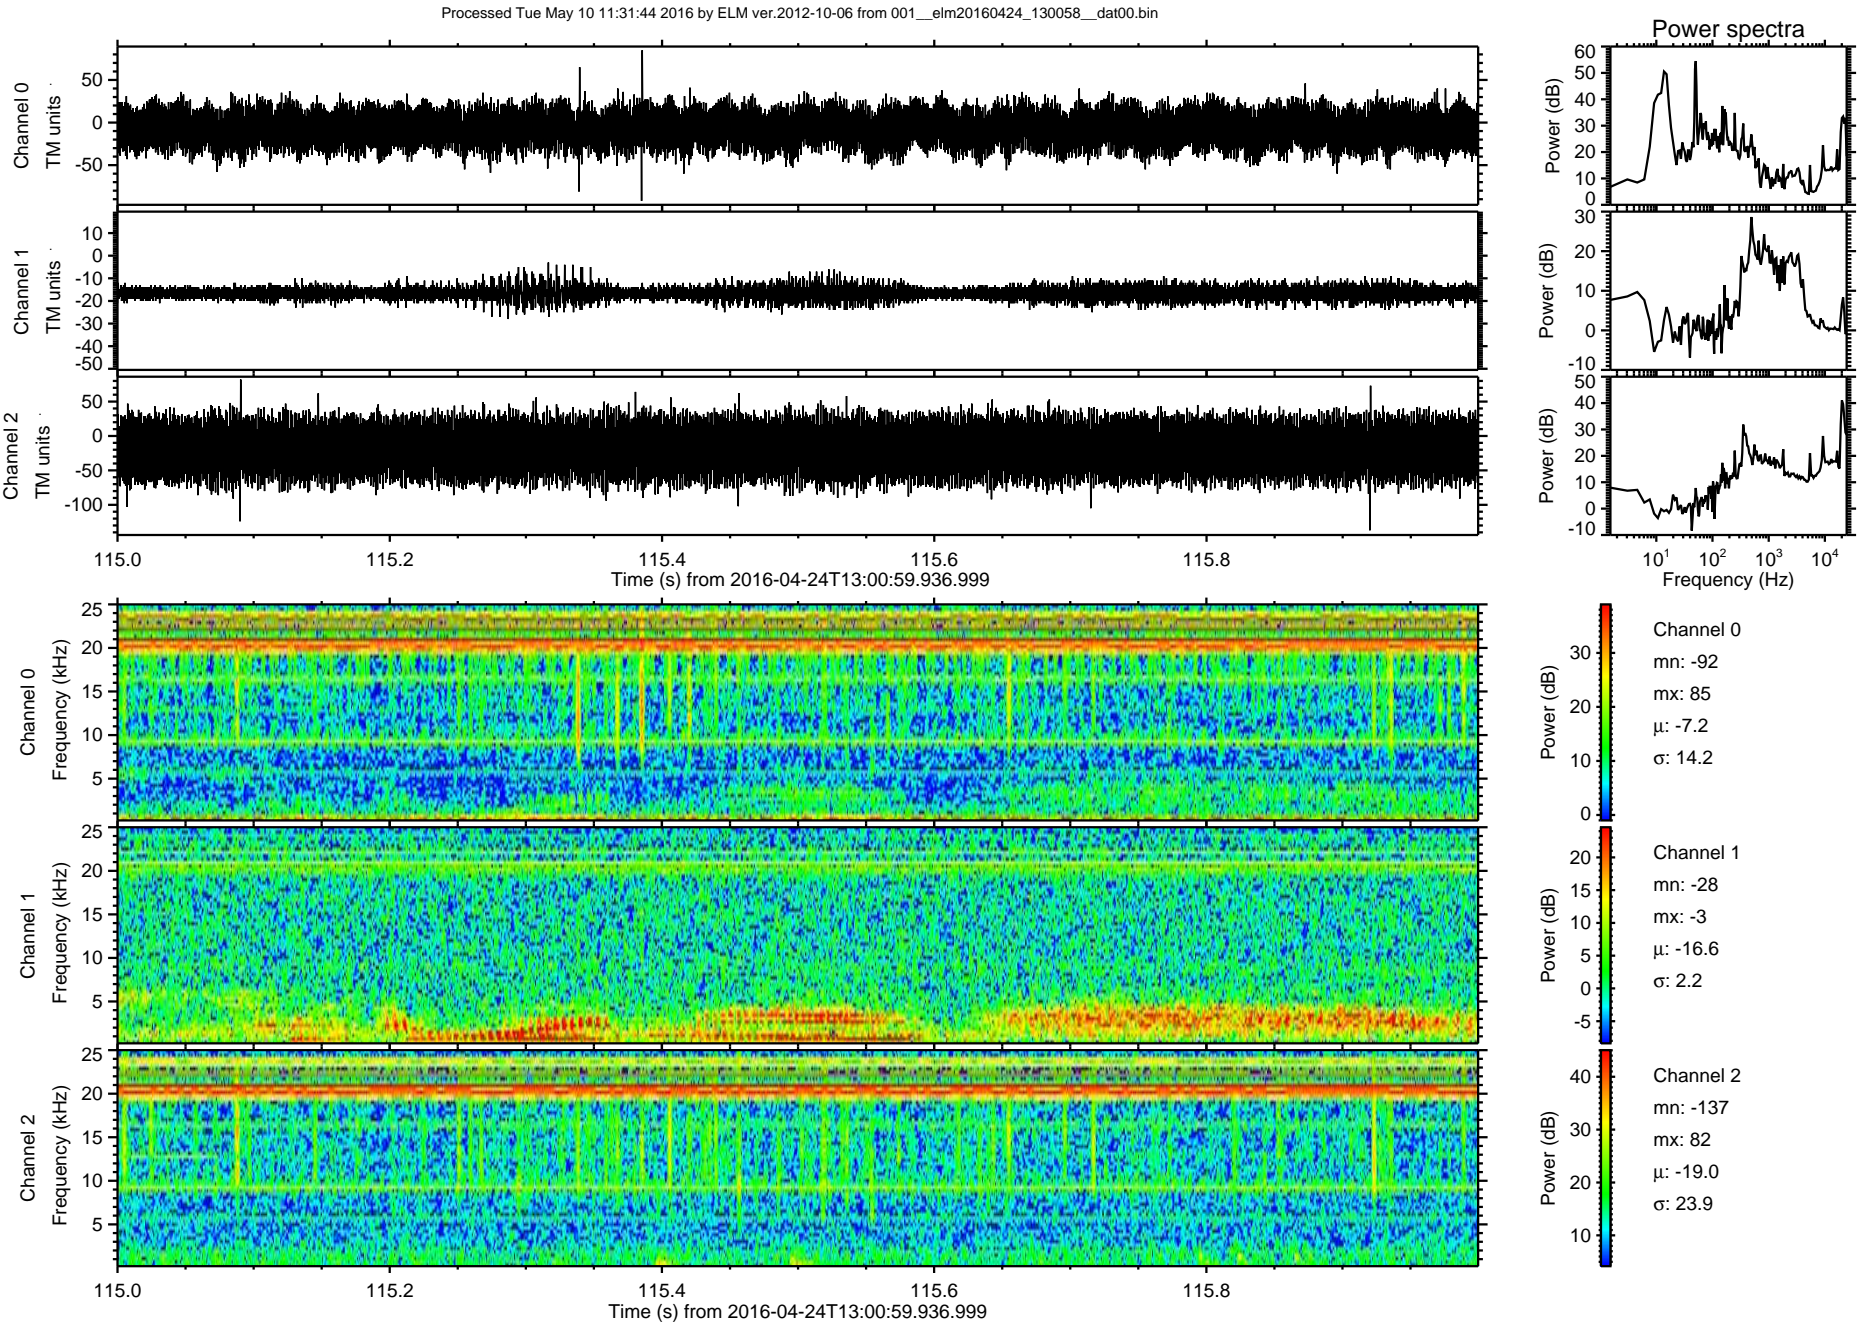 Processed Tue May 10 11:31:44 2016 by ELM ver.2012-10-06 from 001__elm20160424_130058__dat00.bin
Power spectra
Channel 0
TM units
50
0
-50
Power (dB)
60
50
40
30
20
10
0
Channel 1
TM units
10
0
-10
-20
-30
-40
-50
Power (dB)
30
20
10
0
-10
Channel 2
TM units
50
0
-50
-100
Power (dB)
50
40
30
20
10
0
-10
115.0 115.2 115.4 115.6 115.8
Time (s) from 2016-04-24T13:00:59.936.999
10¹ 10² 10³ 10⁴
Frequency (Hz)
Channel 0
Frequency (kHz)
25
20
15
10
5
Power (dB)
30
20
10
0
Channel 0
mn: -92
mx: 85
μ: -7.2
σ: 14.2
Channel 1
Frequency (kHz)
25
20
15
10
5
Power (dB)
20
15
10
5
0
-5
Channel 1
mn: -28
mx: -3
μ: -16.6
σ: 2.2
Channel 2
Frequency (kHz)
25
20
15
10
5
Power (dB)
40
30
20
10
Channel 2
mn: -137
mx: 82
μ: -19.0
σ: 23.9
115.0 115.2 115.4 115.6 115.8
Time (s) from 2016-04-24T13:00:59.936.999